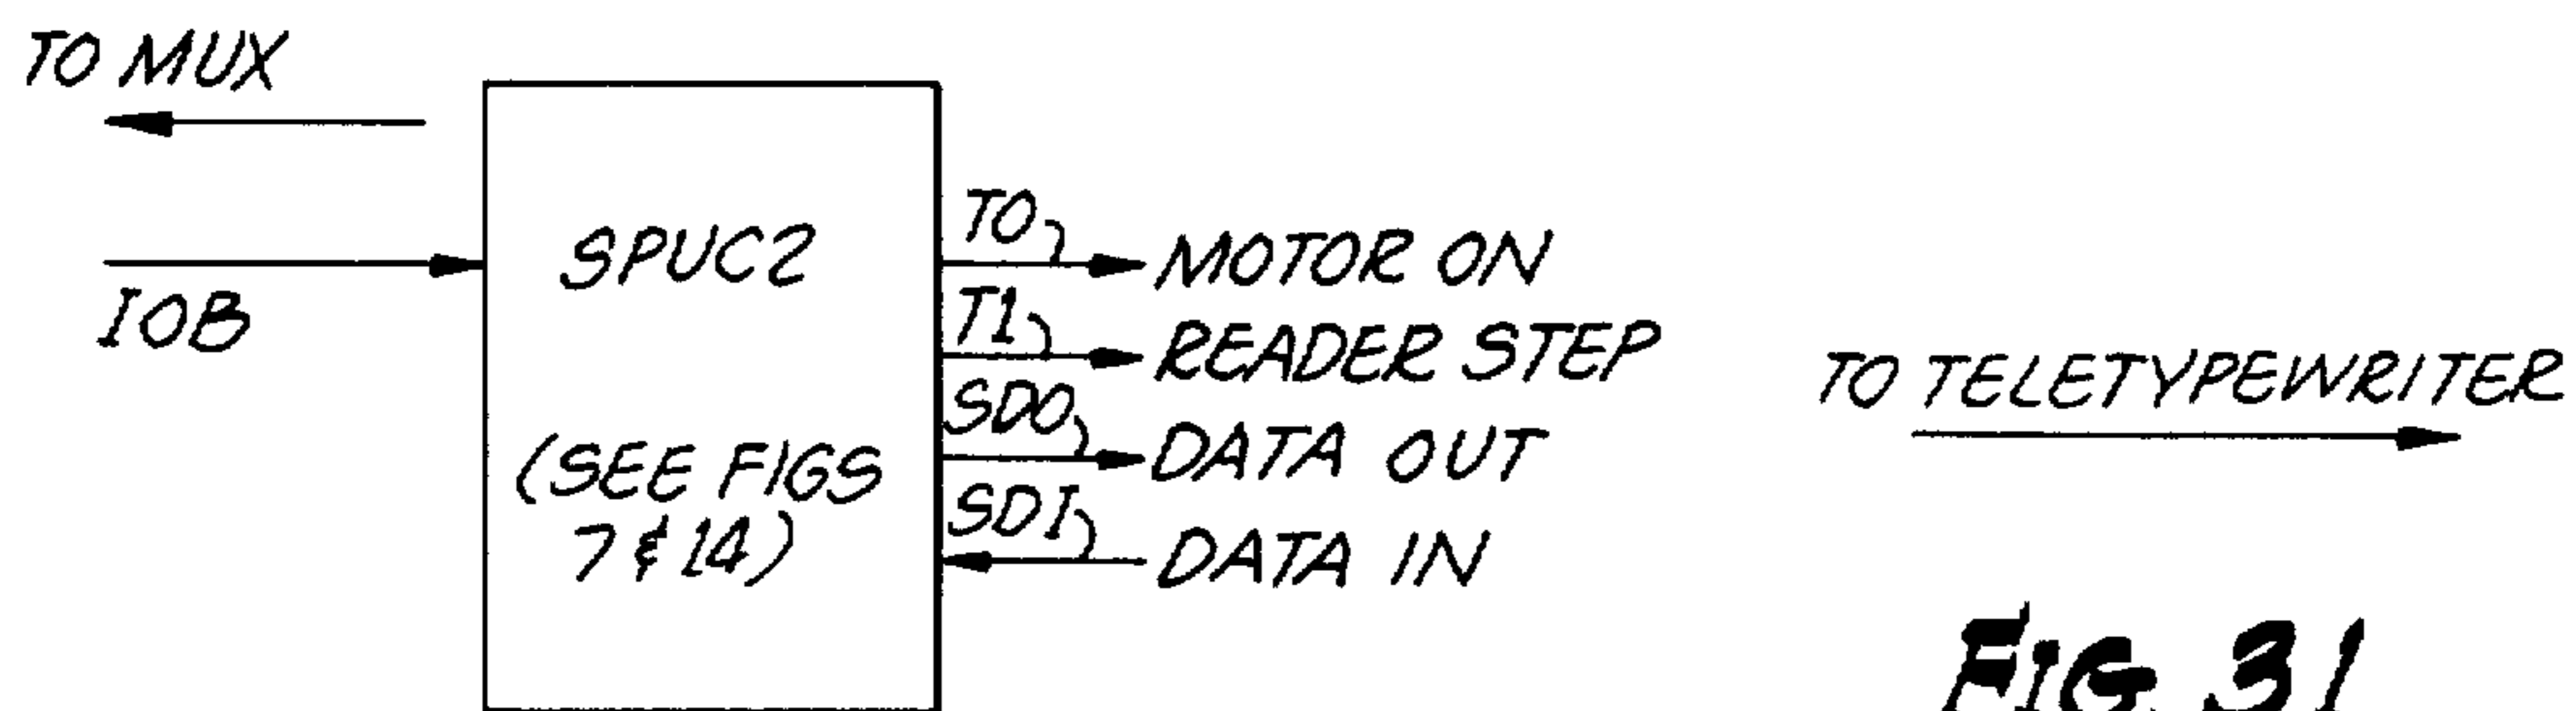 TO MUX
IOB
SPUC2
(SEE FIGS
7 & 14)
TO
MOTOR ON
T1
READER STEP
SDO
DATA OUT
SDI
DATA IN
TO TELETYPEWRITER
FIG 31